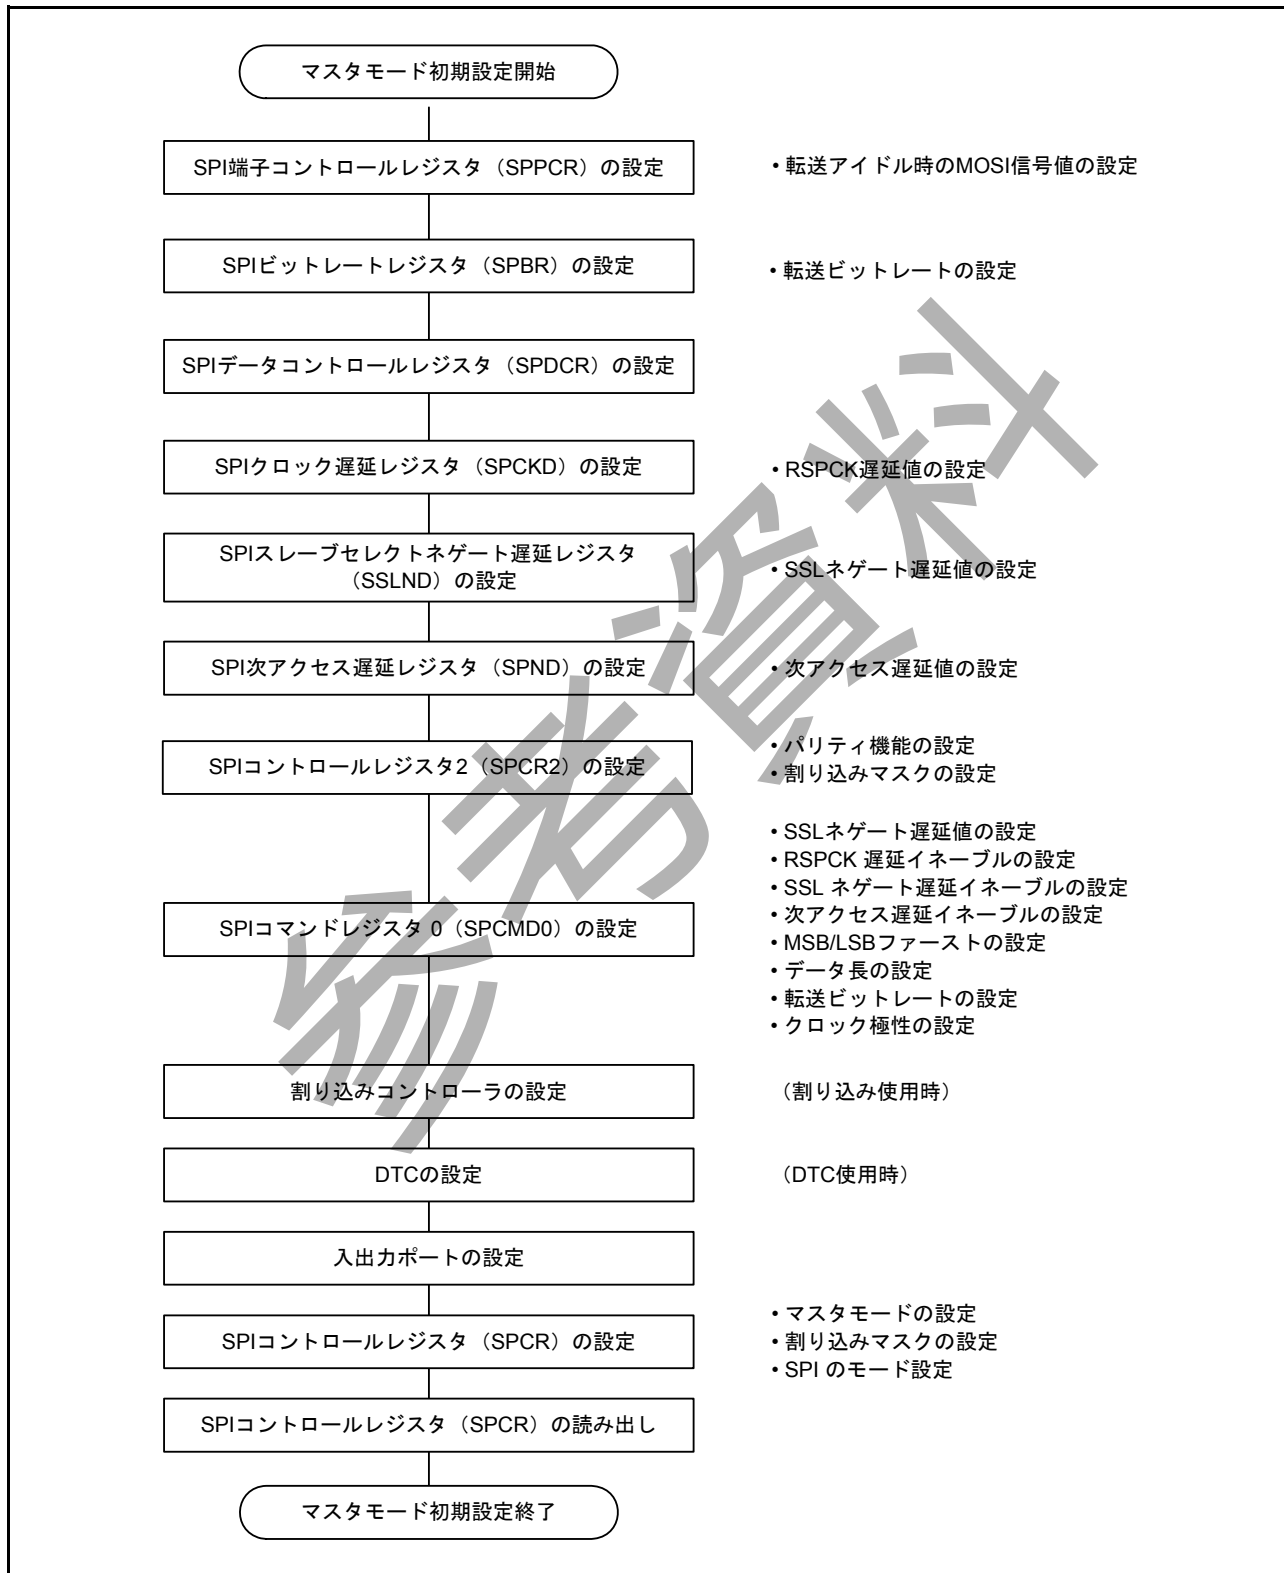 マスタモード初期設定開始
SPI端子コントロールレジスタ（SPPCR）の設定
• 転送アイドル時のMOSI信号値の設定
SPIビットレートレジスタ（SPBR）の設定
• 転送ビットレートの設定
SPIデータコントロールレジスタ（SPDCR）の設定
SPIクロック遅延レジスタ（SPCKD）の設定
• RSPCK遅延値の設定
SPIスレーブセレクトネゲート遅延レジスタ
（SSLND）の設定
• SSLネゲート遅延値の設定
SPI次アクセス遅延レジスタ（SPND）の設定
• 次アクセス遅延値の設定
SPIコントロールレジスタ2（SPCR2）の設定
• パリティ機能の設定
• 割り込みマスクの設定
SPIコマンドレジスタ 0（SPCMD0）の設定
• SSLネゲート遅延値の設定
• RSPCK 遅延イネーブルの設定
• SSL ネゲート遅延イネーブルの設定
• 次アクセス遅延イネーブルの設定
• MSB/LSBファーストの設定
• データ長の設定
• 転送ビットレートの設定
• クロック極性の設定
割り込みコントローラの設定
（割り込み使用時）
DTCの設定
（DTC使用時）
入出力ポートの設定
SPIコントロールレジスタ（SPCR）の設定
• マスタモードの設定
• 割り込みマスクの設定
• SPI のモード設定
SPIコントロールレジスタ（SPCR）の読み出し
マスタモード初期設定終了
参考資料